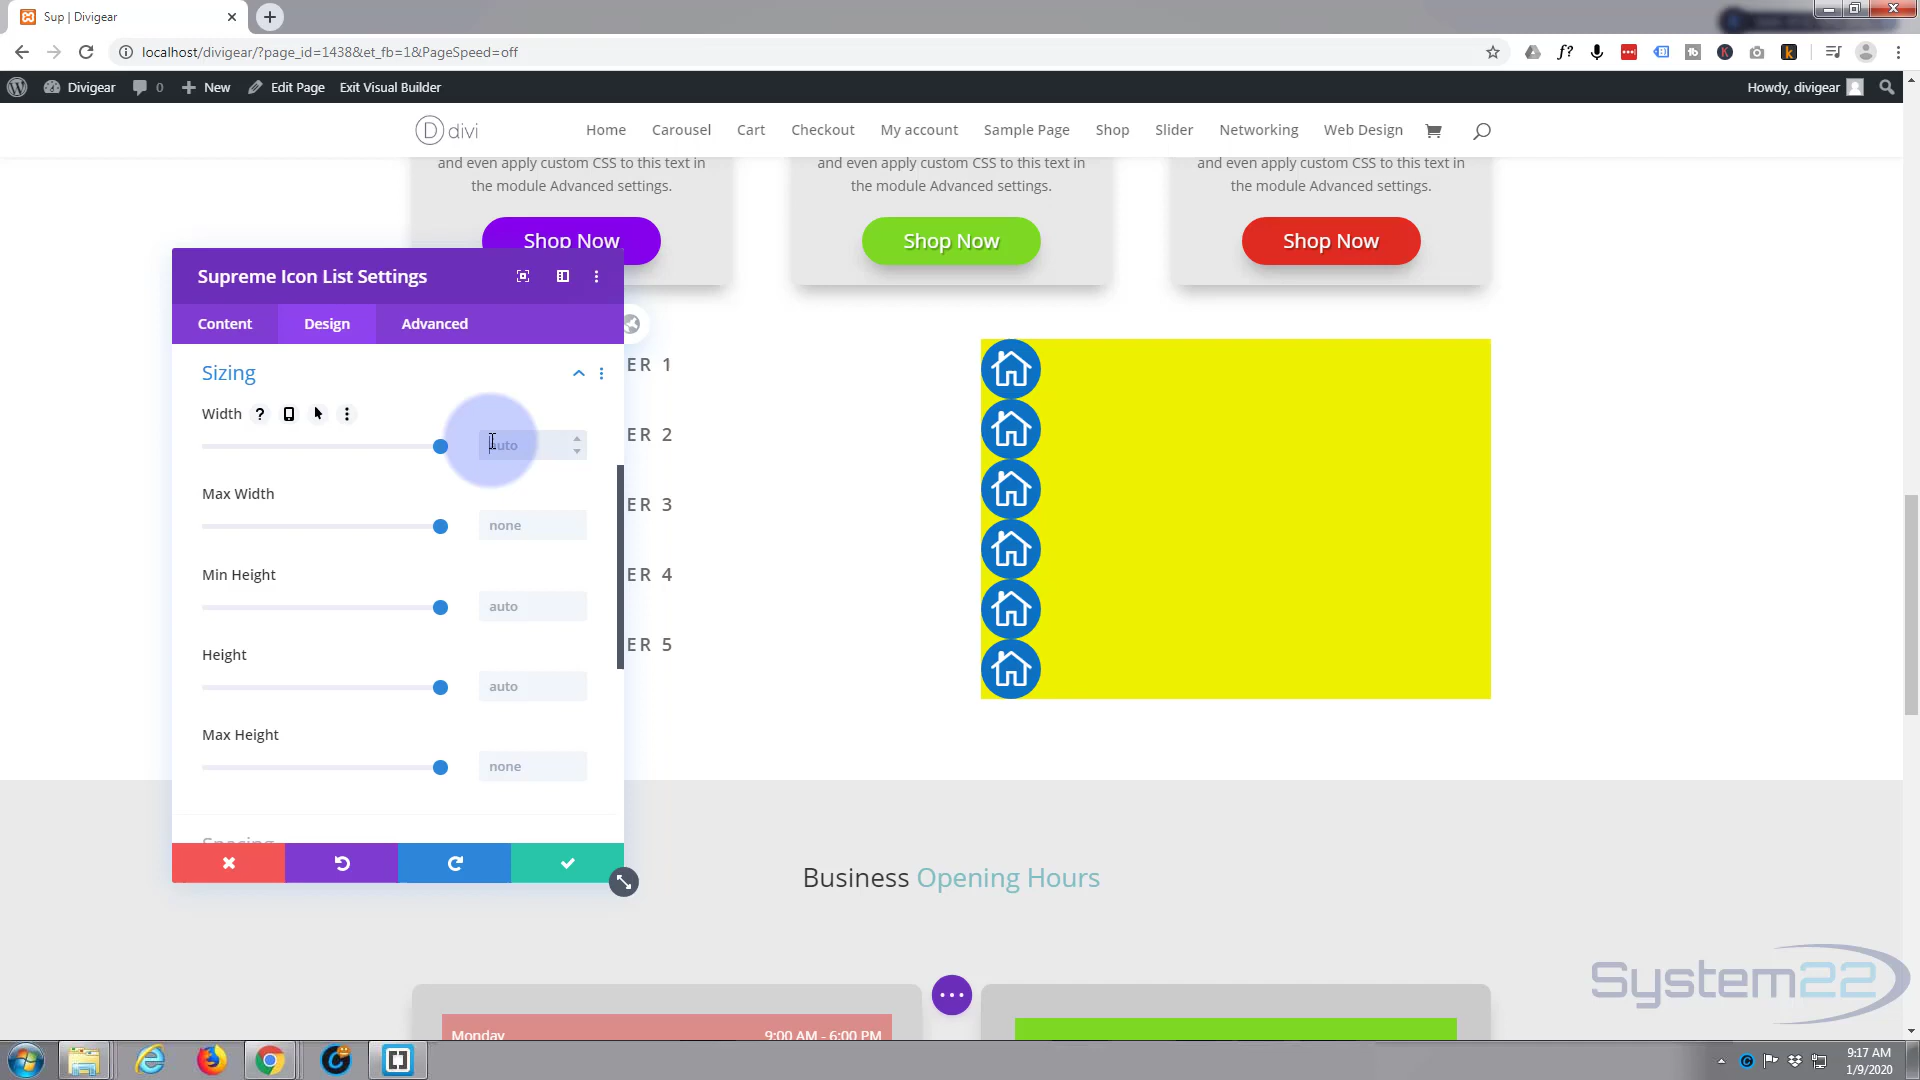 Sup | Divigear
localhost/divigear/?page_id=1438&et_fb=1&PageSpeed=off
Divigear
0
New
Edit Page
Exit Visual Builder
Howdy, divigear
D divi
Home
Carousel
Cart
Checkout
My account
Sample Page
Shop
Slider
Networking
Web Design
and even apply custom CSS to this text in
the module Advanced settings.
and even apply custom CSS to this text in
the module Advanced settings.
and even apply custom CSS to this text in
the module Advanced settings.
Shop Now
Shop Now
Shop Now
Supreme Icon List Settings
Content
Design
Advanced
Sizing
Width
auto
Max Width
none
Min Height
auto
Height
auto
Max Height
none
Spacing
ER 1
ER 2
ER 3
ER 4
ER 5
Business Opening Hours
Monday
9:00 AM - 6:00 PM
System22
9:17 AM
1/9/2020